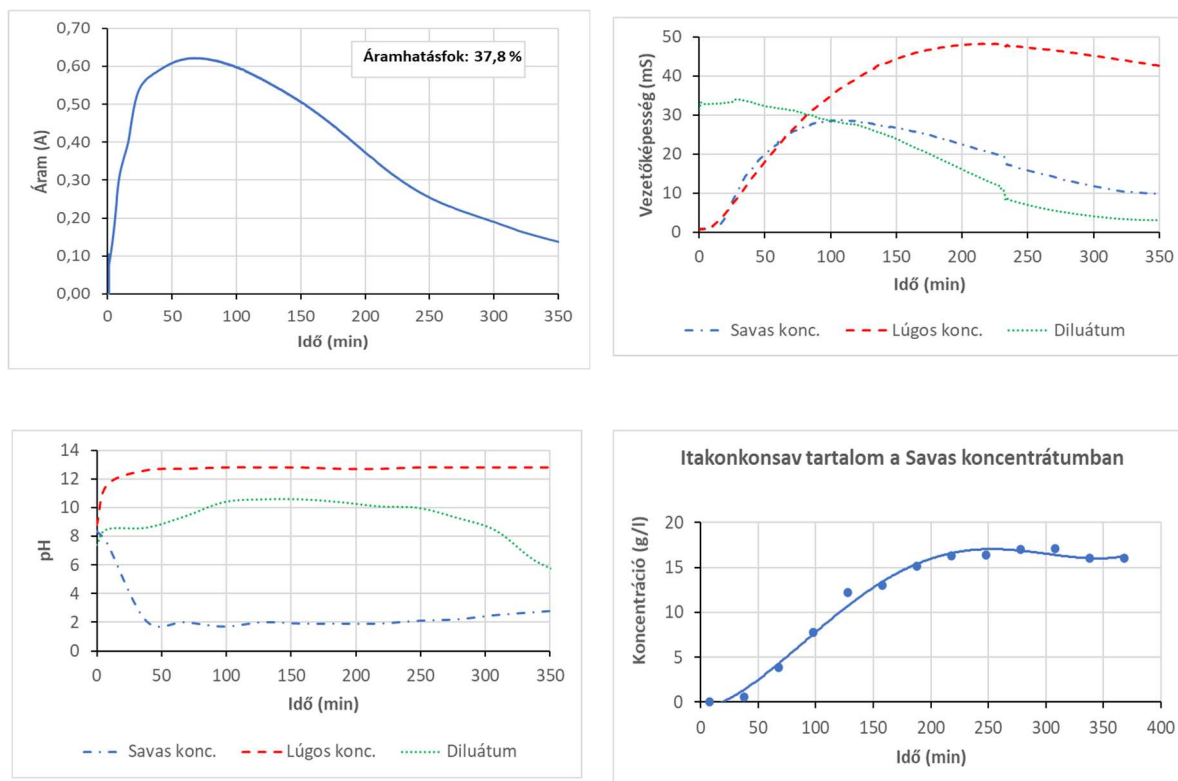 0,70
0,60
0,50
0,40
0,30
0,20
0,10
0,00
Áram (A)
Áramhatásfok: 37,8 %
0 50 100 150 200 250 300 350
Idő (min)
50
40
30
20
10
0
Vezetőképesség (mS)
0 50 100 150 200 250 300 350
Idő (min)
Savas konc. Lúgos konc. Diluátum
14
12
10
8
6
4
2
0
pH
0 50 100 150 200 250 300 350
Idő (min)
Savas konc. Lúgos konc. Diluátum
Itakonkonsav tartalom a Savas koncentrátumban
20
15
10
5
0
Koncentráció (g/l)
0 50 100 150 200 250 300 350 400
Idő (min)